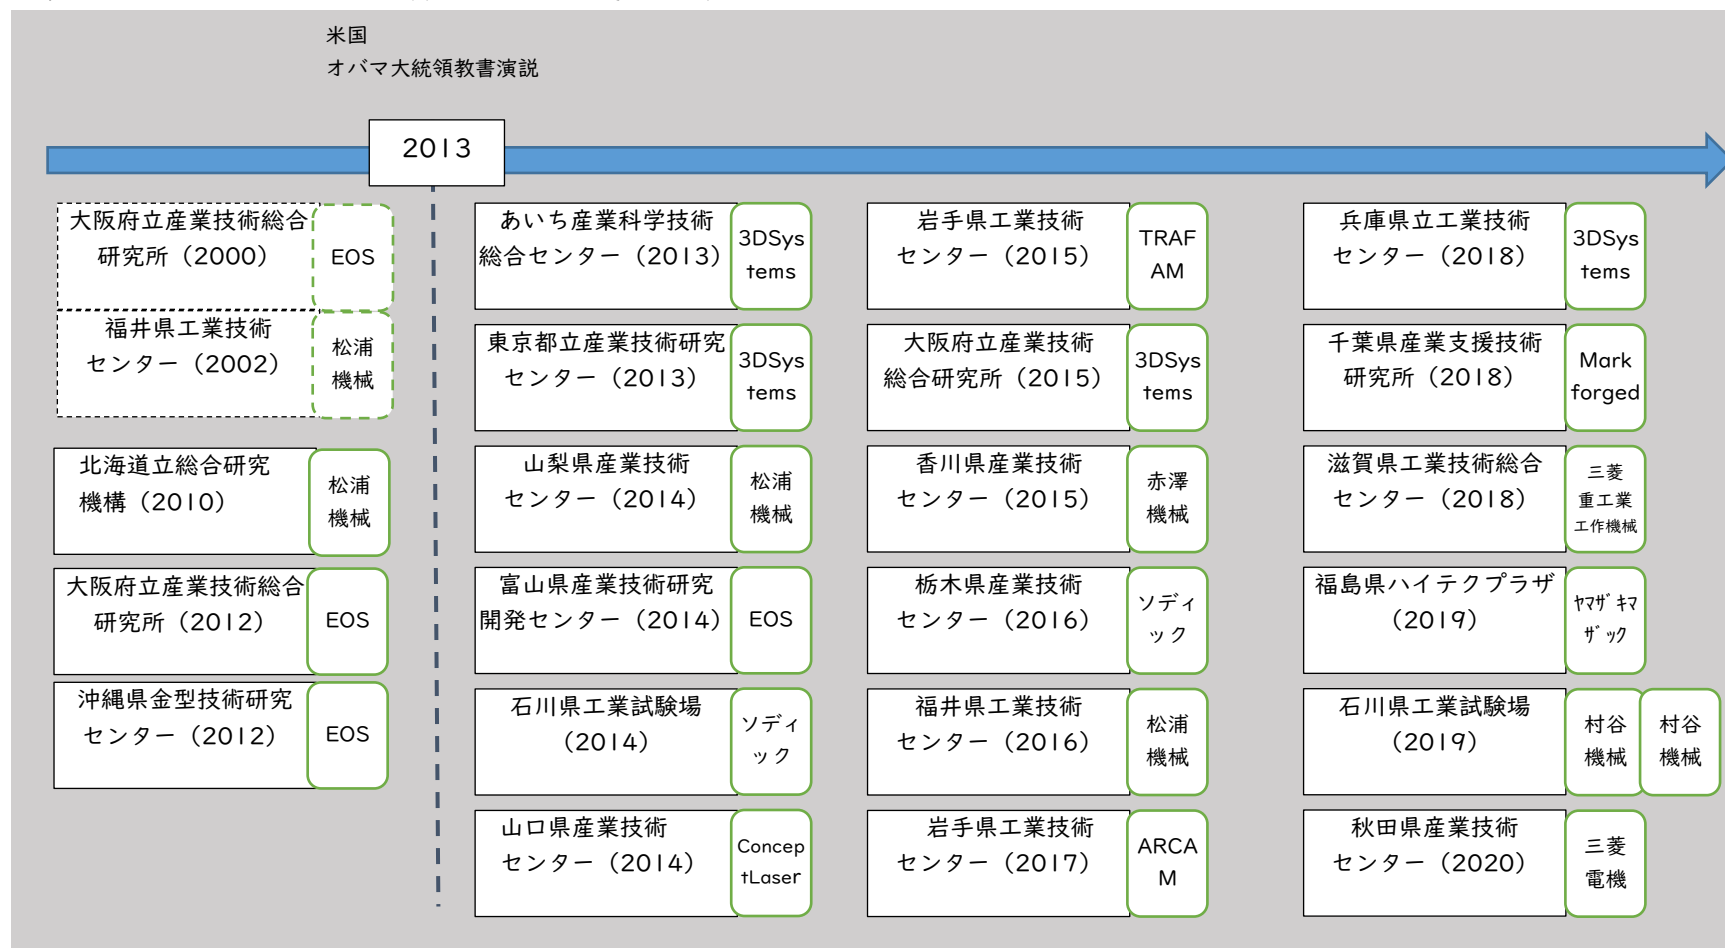 米国
オバマ大統領教書演説
2013
大阪府立産業技術総合
研究所（2000）
EOS
福井県工業技術
センター（2002）
松浦
機械
北海道立総合研究
機構（2010）
松浦
機械
大阪府立産業技術総合
研究所（2012）
EOS
沖縄県金型技術研究
センター（2012）
EOS
あいち産業科学技術
総合センター（2013）
3DSys
tems
東京都立産業技術研究
センター（2013）
3DSys
tems
山梨県産業技術
センター（2014）
松浦
機械
富山県産業技術研究
開発センター（2014）
EOS
石川県工業試験場
（2014）
ソディ
ック
山口県産業技術
センター（2014）
Concep
tLaser
岩手県工業技術
センター（2015）
TRAF
AM
大阪府立産業技術
総合研究所（2015）
3DSys
tems
香川県産業技術
センター（2015）
赤澤
機械
栃木県産業技術
センター（2016）
ソディ
ック
福井県工業技術
センター（2016）
松浦
機械
岩手県工業技術
センター（2017）
ARCA
M
兵庫県立工業技術
センター（2018）
3DSys
tems
千葉県産業支援技術
研究所（2018）
Mark
forged
滋賀県工業技術総合
センター（2018）
三菱
重工業
工作機械
福島県ハイテクプラザ
（2019）
ﾔﾏｻﾞｷﾏ
ｻﾞｯｸ
石川県工業試験場
（2019）
村谷
機械
村谷
機械
秋田県産業技術
センター（2020）
三菱
電機